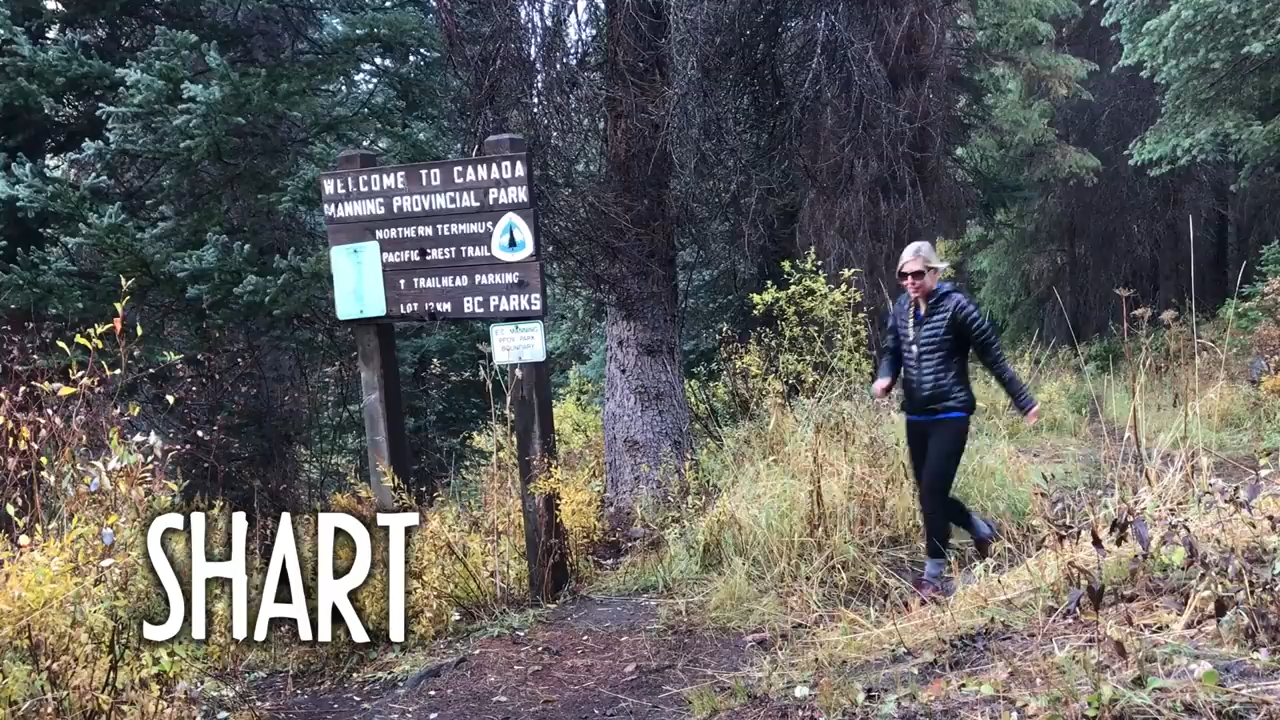 WELCOME TO CANADA
MANNING PROVINCIAL PARK
NORTHERN TERMINUS
PACIFIC CREST TRAIL
↑ TRAILHEAD PARKING
LOT 12KM BC PARKS
E.C. MANNING
PROV. PARK
BOUNDARY
SHART